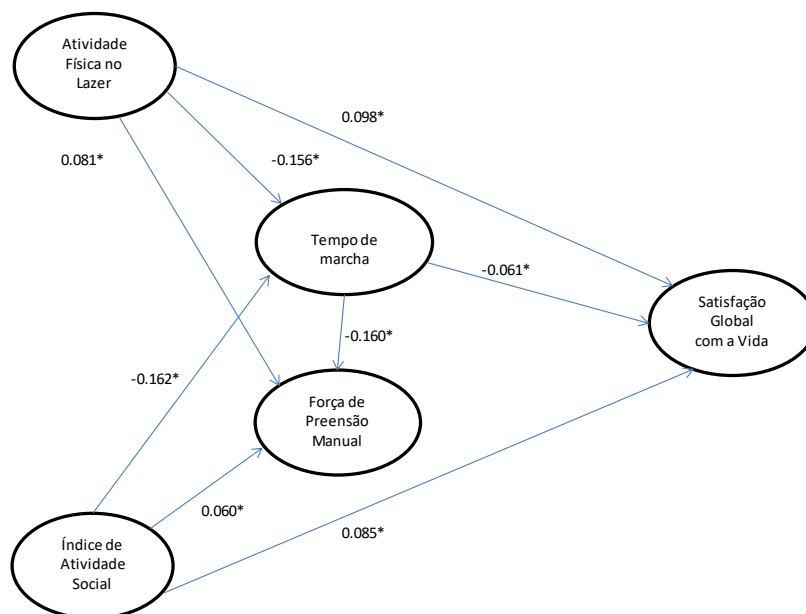 Atividade
Física no
Lazer
0.098*
0.081*
-0.156*
Tempo de
marcha
-0.061*
Satisfação
Global
com a Vida
-0.160*
-0.162*
Força de
Preensão
Manual
0.060*
0.085*
Índice de
Atividade
Social